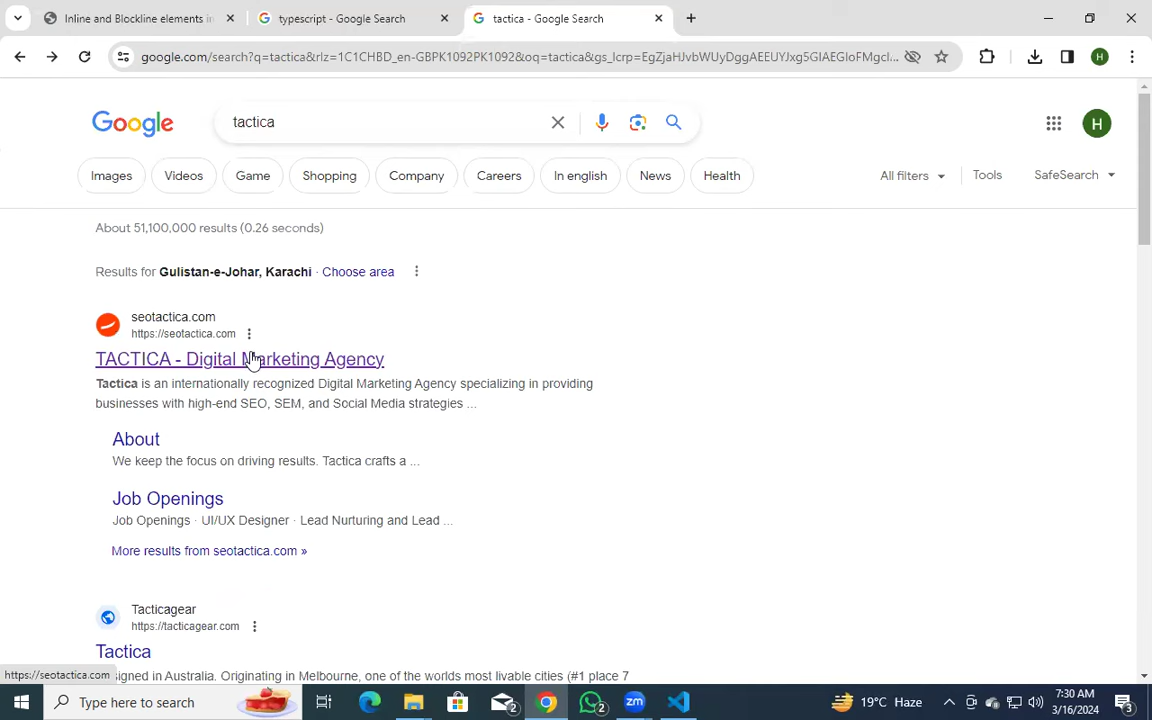 Inline and Blockline elements in
typescript - Google Search
tactica - Google Search
google.com/search?q=tactica&rlz=1C1CHBD_en-GBPK1092PK1092&oq=tactica&gs_lcrp=EgZjaHJvbWUyDggAEEUYJxg5GIAEGIoFMgcI...
H
Google
tactica
H
Images
Videos
Game
Shopping
Company
Careers
In english
News
Health
All filters
Tools
SafeSearch
About 51,100,000 results (0.26 seconds)
Results for Gulistan-e-Johar, Karachi · Choose area
seotactica.com
https://seotactica.com
TACTICA - Digital Marketing Agency
Tactica is an internationally recognized Digital Marketing Agency specializing in providing
businesses with high-end SEO, SEM, and Social Media strategies ...
About
We keep the focus on driving results. Tactica crafts a ...
Job Openings
Job Openings · UI/UX Designer · Lead Nurturing and Lead ...
More results from seotactica.com »
Tacticagear
https://tacticagear.com
Tactica
signed in Australia. Originating in Melbourne, one of the worlds most livable cities (#1 place 7
https://seotactica.com
Type here to search
2
2
19°C Haze
7:30 AM
3/16/2024
3